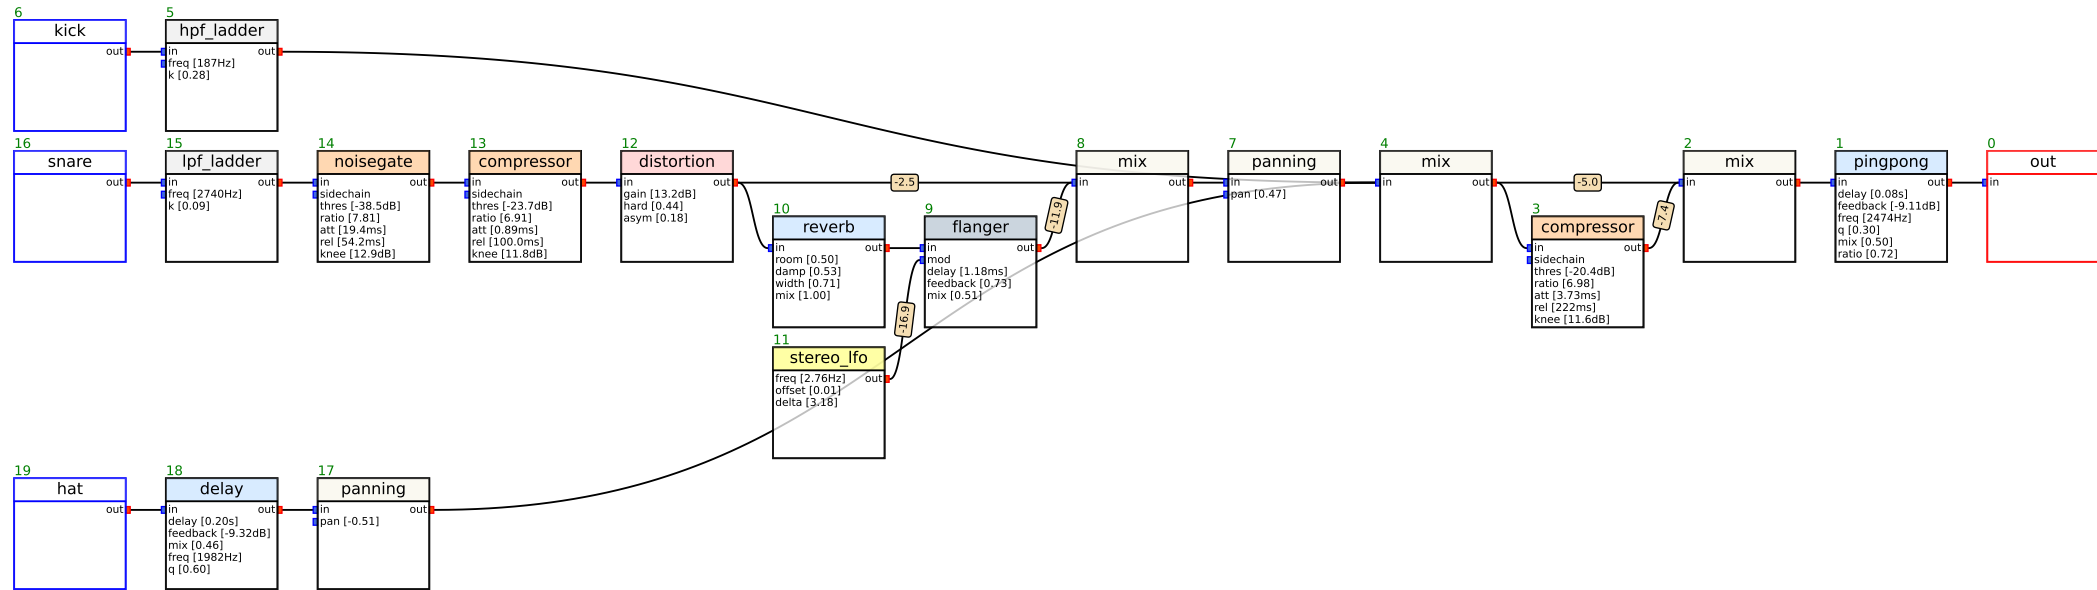 6
kick
out
5
hpf_ladder
in out
freq [187Hz]
k [0.28]
16
snare
out
15
lpf_ladder
in out
freq [2740Hz]
k [0.09]
14
noisegate
in out
sidechain
thres [-38.5dB]
ratio [7.81]
att [19.4ms]
rel [54.2ms]
knee [12.9dB]
13
compressor
in out
sidechain
thres [-23.7dB]
ratio [6.91]
att [0.89ms]
rel [100.0ms]
knee [11.8dB]
12
distortion
in out
gain [13.2dB]
hard [0.44]
asym [0.18]
-2.5
10
reverb
in out
room [0.50]
damp [0.53]
width [0.71]
mix [1.00]
9
flanger
in out
mod
delay [1.18ms]
feedback [0.73]
mix [0.51]
-11.9
-16.9
11
stereo_lfo
freq [2.76Hz] out
offset [0.01]
delta [3.18]
8
mix
in out
7
panning
in out
pan [0.47]
4
mix
in out
-5.0
3
compressor
in out
sidechain
thres [-20.4dB]
ratio [6.98]
att [3.73ms]
rel [222ms]
knee [11.6dB]
-7.4
2
mix
in out
1
pingpong
in out
delay [0.08s]
feedback [-9.11dB]
freq [2474Hz]
q [0.30]
mix [0.50]
ratio [0.72]
0
out
in
19
hat
out
18
delay
in out
delay [0.20s]
feedback [-9.32dB]
mix [0.46]
freq [1982Hz]
q [0.60]
17
panning
in out
pan [-0.51]